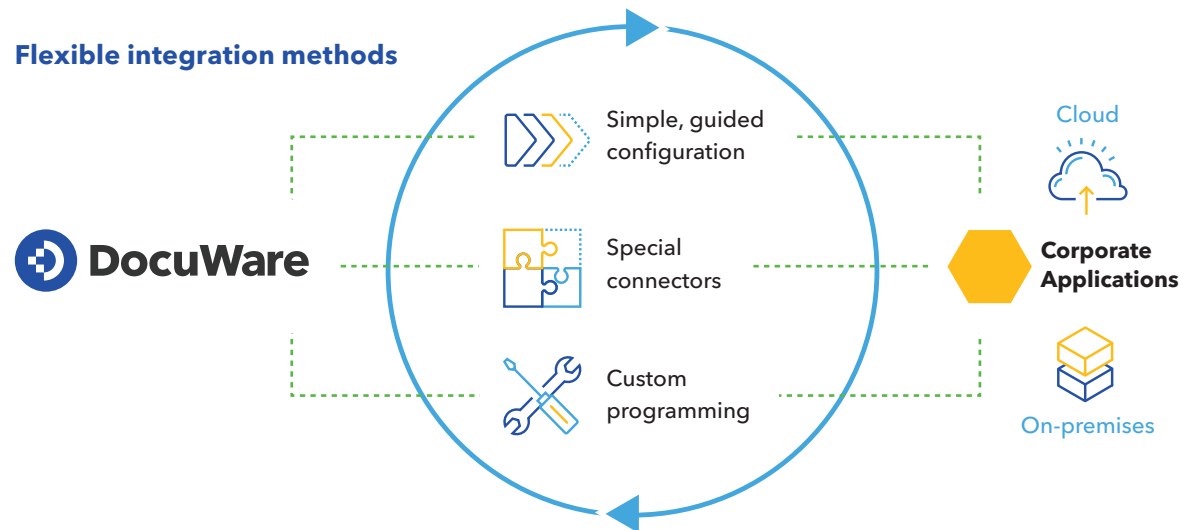 Flexible integration methods
Simple, guided
configuration
Cloud
DocuWare
Special
connectors
Corporate
Applications
Custom
programming
On-premises